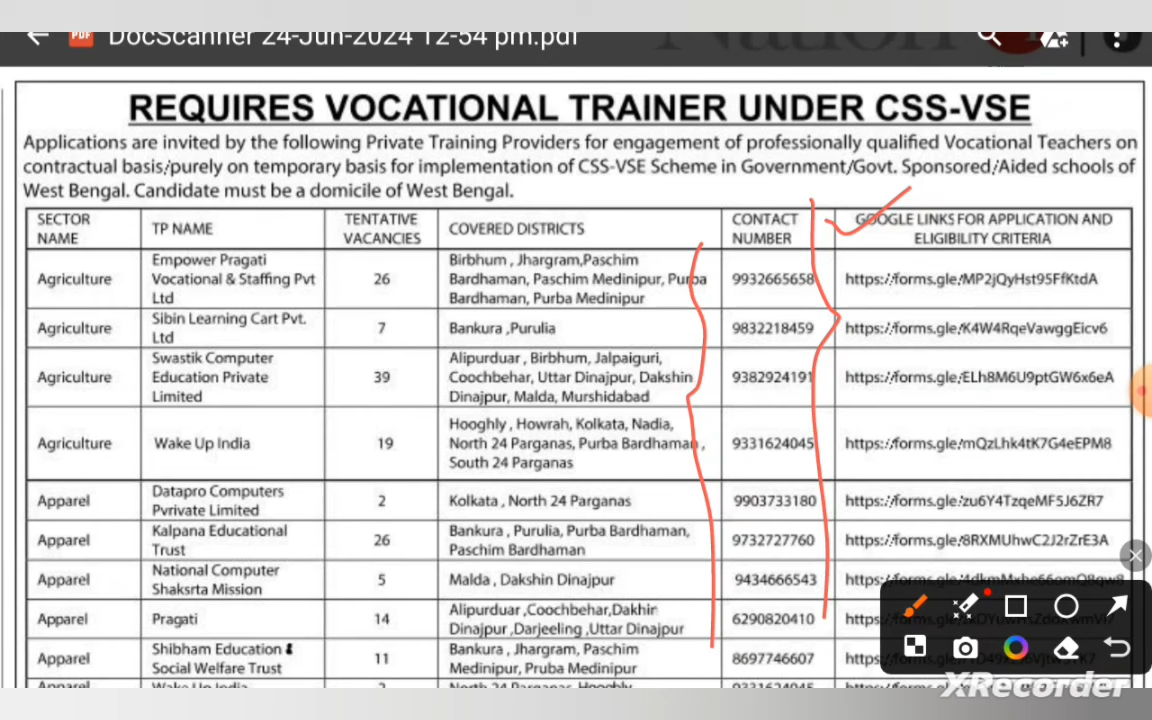 DocScanner 24-Jun-2024 12-54 pm.pdf
REQUIRES VOCATIONAL TRAINER UNDER CSS-VSE
Applications are invited by the following Private Training Providers for engagement of professionally qualified Vocational Teachers on
contractual basis/purely on temporary basis for implementation of CSS-VSE Scheme in Government/Govt. Sponsored/Aided schools of
West Bengal. Candidate must be a domicile of West Bengal.
SECTOR NAME TP NAME TENTATIVE VACANCIES COVERED DISTRICTS CONTACT NUMBER GOOGLE LINKS FOR APPLICATION AND ELIGIBILITY CRITERIA
Agriculture Empower Pragati Vocational & Staffing Pvt Ltd 26 Birbhum , Jhargram,Paschim Bardhaman, Paschim Medinipur, Purba Bardhaman, Purba Medinipur 9932665658 https://forms.gle/MP2jQyHst95FfKtdA
Agriculture Sibin Learning Cart Pvt. Ltd 7 Bankura ,Purulia 9832218459 https://forms.gle/K4W4RqeVawggEicv6
Agriculture Swastik Computer Education Private Limited 39 Alipurduar , Birbhum, Jalpaiguri, Coochbehar, Uttar Dinajpur, Dakshin Dinajpur, Malda, Murshidabad 9382924191 https://forms.gle/ELh8M6U9ptGW6x6eA
Agriculture Wake Up India 19 Hooghly , Howrah, Kolkata, Nadia, North 24 Parganas, Purba Bardhaman , South 24 Parganas 9331624045 https://forms.gle/mQzLhk4tK7G4eEPM8
Apparel Datapro Computers Pvrivate Limited 2 Kolkata , North 24 Parganas 9903733180 https://forms.gle/zu6Y4TzqeMF5J6ZR7
Apparel Kalpana Educational Trust 26 Bankura , Purulia, Purba Bardhaman, Paschim Bardhaman 9732727760 https://forms.gle/8RXMUhwC2J2rZrE3A
Apparel National Computer Shaksrta Mission 5 Malda , Dakshin Dinajpur 9434666543
Apparel Pragati 14 Alipurduar ,Coochbehar,Dakhin Dinajpur ,Darjeeling ,Uttar Dinajpur 6290820410
Apparel Shibham Education & Social Welfare Trust 11 Bankura , Jhargram, Paschim Medinipur, Pruba Medinipur 8697746607
XRecorder